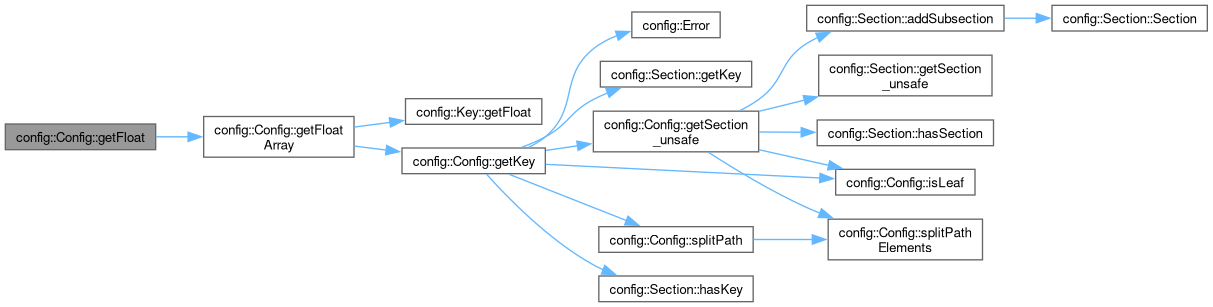 config::Config::getFloat
config::Config::getFloat
Array
config::Key::getFloat
config::Config::getKey
config::Error
config::Section::getKey
config::Config::getSection
_unsafe
config::Config::splitPath
config::Section::hasKey
config::Section::addSubsection
config::Section::getSection
_unsafe
config::Section::hasSection
config::Config::isLeaf
config::Config::splitPath
Elements
config::Section::Section